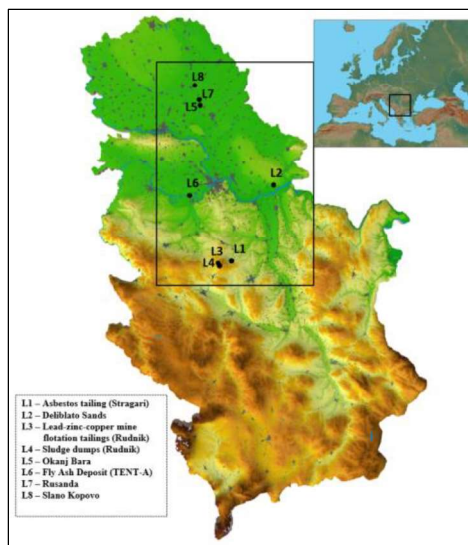 L8
L7
L5
L2
L6
L3
L1
L4
L1 – Asbestos tailing (Stragari)
L2 – Deliblato Sands
L3 – Lead-zinc-copper mine
flotation tailings (Rudnik)
L4 – Sludge dumps (Rudnik)
L5 – Okanj Bara
L6 – Fly Ash Deposit (TENT-A)
L7 – Rusanda
L8 – Slano Kopovo